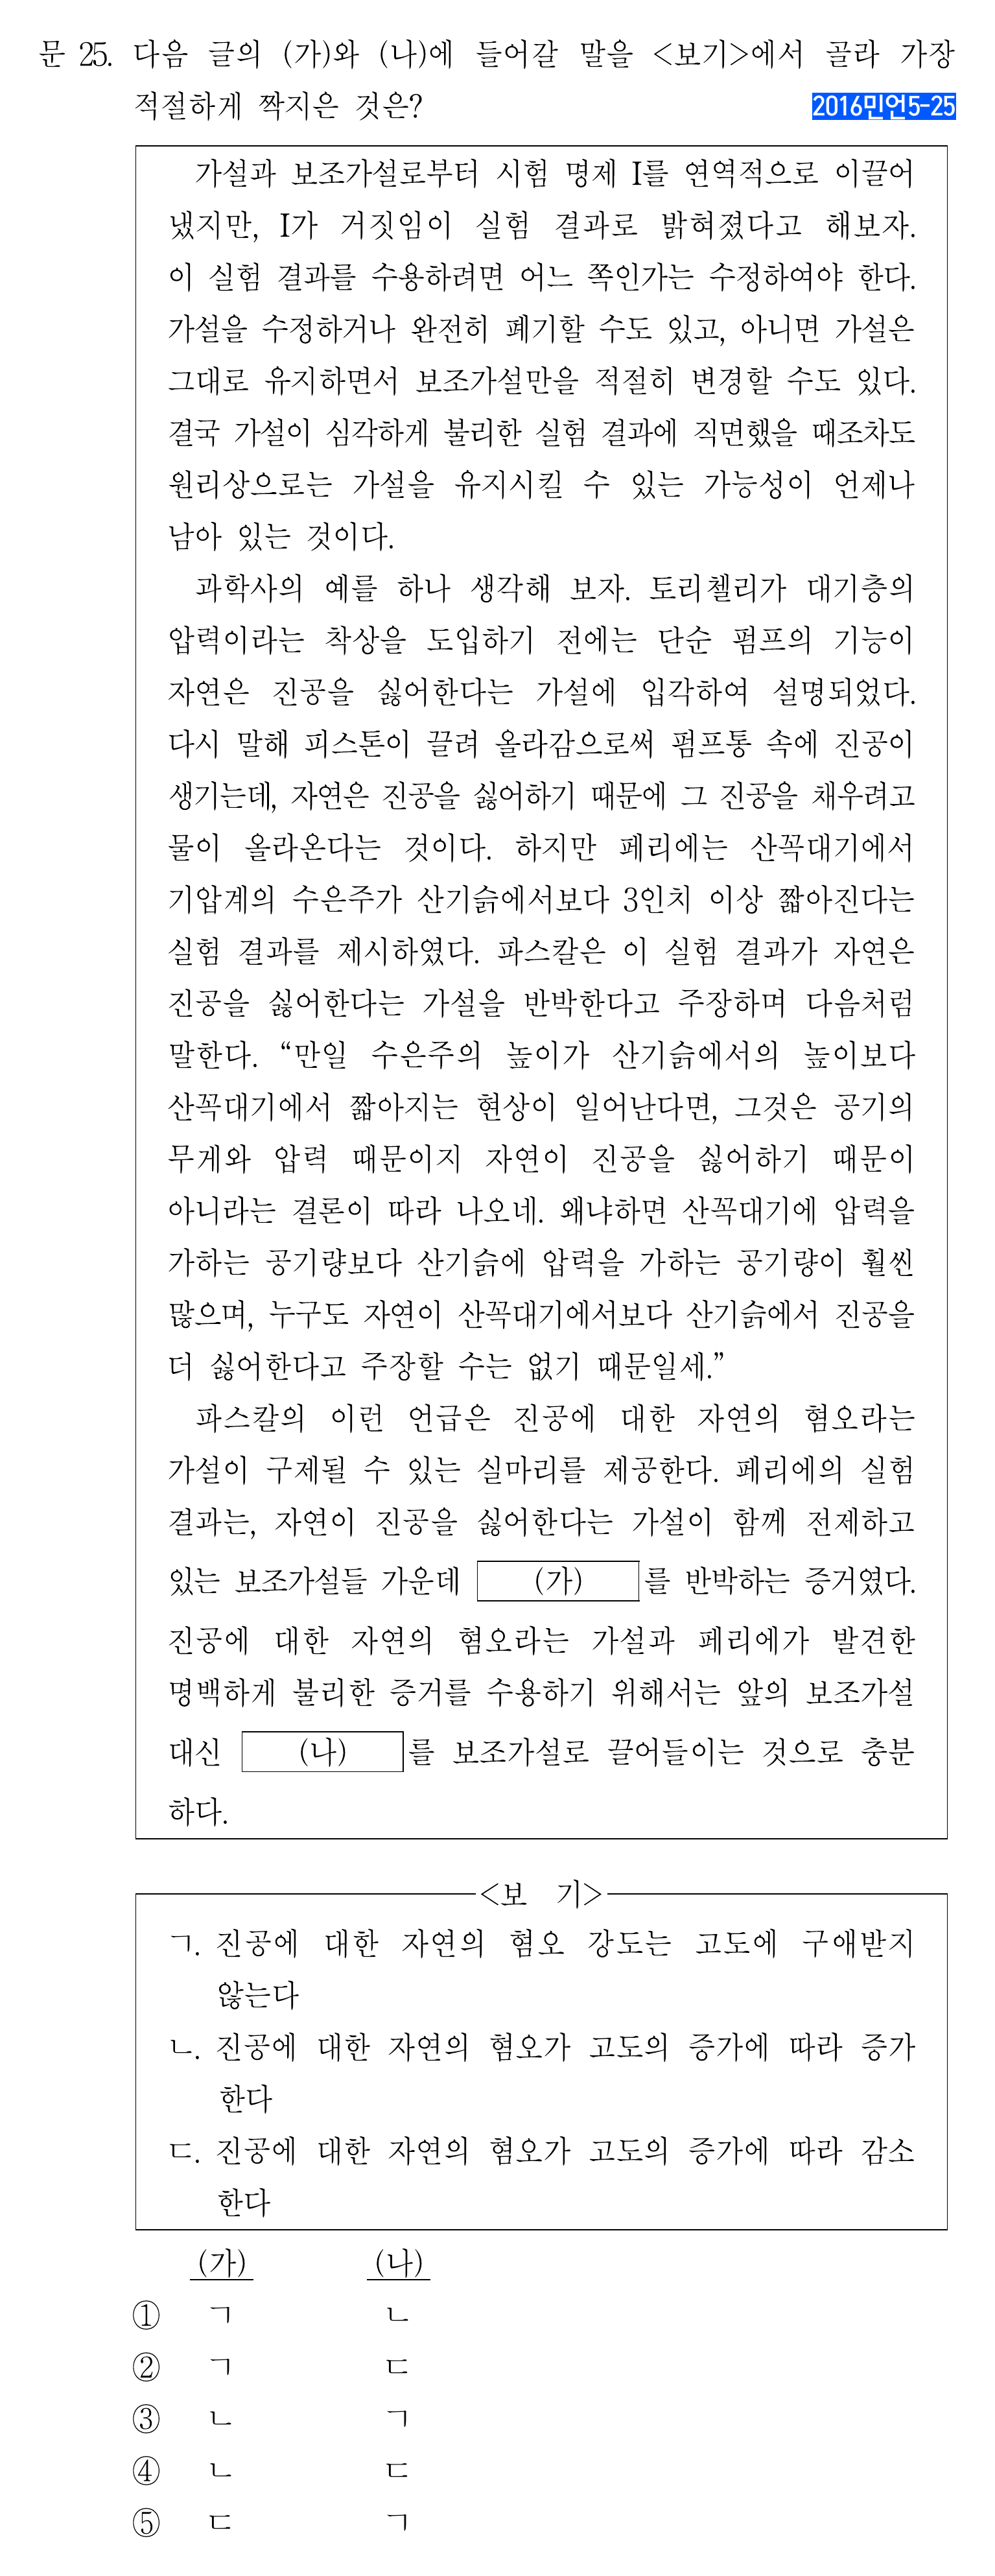 문 25. 다음 글의 (가)와 (나)에 들어갈 말을 <보기>에서 골라 가장
적절하게 짝지은 것은?
2016민언5-25
가설과 보조가설로부터 시험 명제 I를 연역적으로 이끌어
냈지만, I가 거짓임이 실험 결과로 밝혀졌다고 해보자.
이 실험 결과를 수용하려면 어느 쪽인가는 수정하여야 한다.
가설을 수정하거나 완전히 폐기할 수도 있고, 아니면 가설은
그대로 유지하면서 보조가설만을 적절히 변경할 수도 있다.
결국 가설이 심각하게 불리한 실험 결과에 직면했을 때조차도
원리상으로는 가설을 유지시킬 수 있는 가능성이 언제나
남아 있는 것이다.
과학사의 예를 하나 생각해 보자. 토리첼리가 대기층의
압력이라는 착상을 도입하기 전에는 단순 펌프의 기능이
자연은 진공을 싫어한다는 가설에 입각하여 설명되었다.
다시 말해 피스톤이 끌려 올라감으로써 펌프통 속에 진공이
생기는데, 자연은 진공을 싫어하기 때문에 그 진공을 채우려고
물이 올라온다는 것이다. 하지만 페리에는 산꼭대기에서
기압계의 수은주가 산기슭에서보다 3인치 이상 짧아진다는
실험 결과를 제시하였다. 파스칼은 이 실험 결과가 자연은
진공을 싫어한다는 가설을 반박한다고 주장하며 다음처럼
말한다. “만일 수은주의 높이가 산기슭에서의 높이보다
산꼭대기에서 짧아지는 현상이 일어난다면, 그것은 공기의
무게와 압력 때문이지 자연이 진공을 싫어하기 때문이
아니라는 결론이 따라 나오네. 왜냐하면 산꼭대기에 압력을
가하는 공기량보다 산기슭에 압력을 가하는 공기량이 훨씬
많으며, 누구도 자연이 산꼭대기에서보다 산기슭에서 진공을
더 싫어한다고 주장할 수는 없기 때문일세.”
파스칼의 이런 언급은 진공에 대한 자연의 혐오라는
가설이 구제될 수 있는 실마리를 제공한다. 페리에의 실험
결과는, 자연이 진공을 싫어한다는 가설이 함께 전제하고
있는 보조가설들 가운데 (가) 를 반박하는 증거였다.
진공에 대한 자연의 혐오라는 가설과 페리에가 발견한
명백하게 불리한 증거를 수용하기 위해서는 앞의 보조가설
대신 (나) 를 보조가설로 끌어들이는 것으로 충분
하다.
<보 기>
ㄱ. 진공에 대한 자연의 혐오 강도는 고도에 구애받지
않는다
ㄴ. 진공에 대한 자연의 혐오가 고도의 증가에 따라 증가
한다
ㄷ. 진공에 대한 자연의 혐오가 고도의 증가에 따라 감소
한다
(가) (나)
① ㄱ ㄴ
② ㄱ ㄷ
③ ㄴ ㄱ
④ ㄴ ㄷ
⑤ ㄷ ㄱ